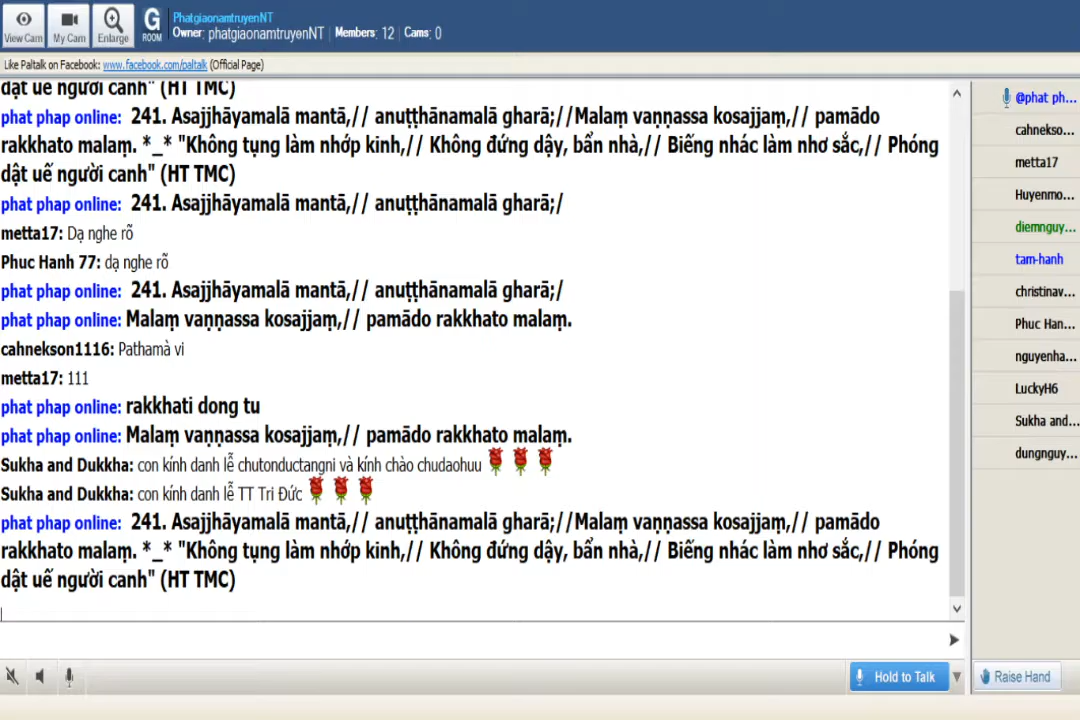 View Cam
My Cam
Enlarge
G
ROOM
PhatgiaonamtruyenNT
Owner: phatgiaonamtruyenNT Members: 12 Cams: 0
Like Paltalk on Facebook: www.facebook.com/paltalk (Official Page)
dật uế người canh" (HT TMC)
phat phap online: 241. Asajjhāyamalā mantā,// anuṭṭhānamalā gharā;//Malaṃ vaṇṇassa kosajjaṃ,// pamādo
rakkhato malaṃ. *_* "Không tụng làm nhớp kinh,// Không đứng dậy, bẩn nhà,// Biếng nhác làm nhơ sắc,// Phóng
dật uế người canh" (HT TMC)
phat phap online: 241. Asajjhāyamalā mantā,// anuṭṭhānamalā gharā;/
metta17: Dạ nghe rõ
Phuc Hanh 77: dạ nghe rõ
phat phap online: 241. Asajjhāyamalā mantā,// anuṭṭhānamalā gharā;/
phat phap online: Malaṃ vaṇṇassa kosajjaṃ,// pamādo rakkhato malaṃ.
cahnekson1116: Pathamà vi
metta17: 111
phat phap online: rakkhati dong tu
phat phap online: Malaṃ vaṇṇassa kosajjaṃ,// pamādo rakkhato malaṃ.
Sukha and Dukkha: con kính danh lễ chutonductangni và kính chào chudaohuu
Sukha and Dukkha: con kính danh lễ TT Tri Đức
phat phap online: 241. Asajjhāyamalā mantā,// anuṭṭhānamalā gharā;//Malaṃ vaṇṇassa kosajjaṃ,// pamādo
rakkhato malaṃ. *_* "Không tụng làm nhớp kinh,// Không đứng dậy, bẩn nhà,// Biếng nhác làm nhơ sắc,// Phóng
dật uế người canh" (HT TMC)
@phat ph...
cahnekso...
metta17
Huyenmo...
diemnguy...
tam-hanh
christinav...
Phuc Han...
nguyenha...
LuckyH6
Sukha and...
dungnguy...
Hold to Talk
Raise Hand